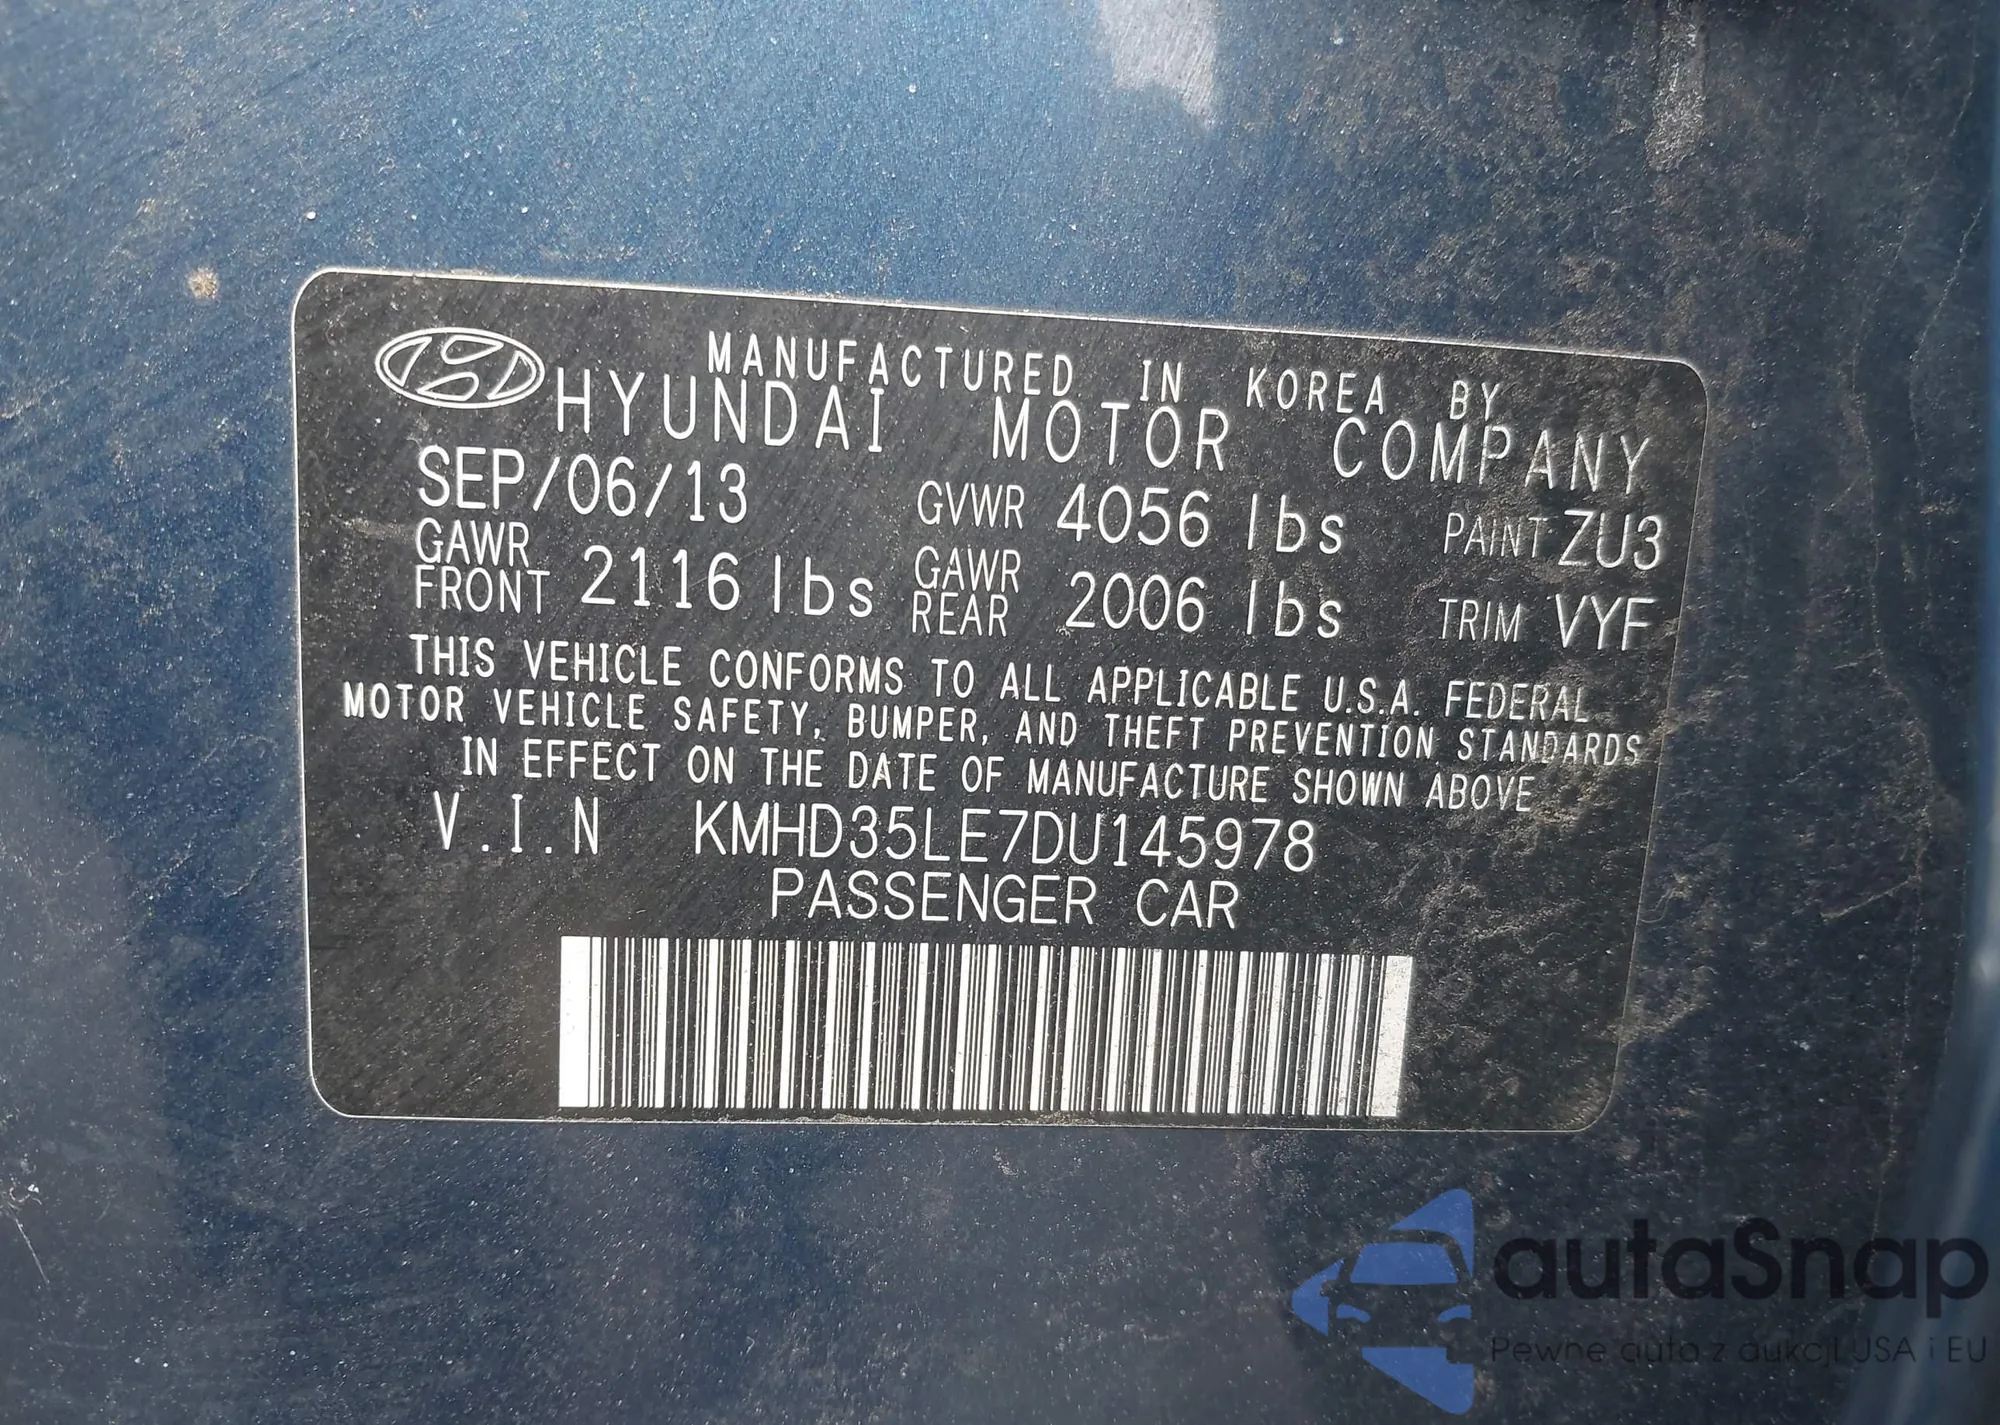 MANUFACTURED IN KOREA BY
HYUNDAI MOTOR COMPANY
SEP/06/13 GVWR 4056 lbs PAINT ZU3
GAWR FRONT 2116 lbs GAWR REAR 2006 lbs TRIM VYF
THIS VEHICLE CONFORMS TO ALL APPLICABLE U.S.A. FEDERAL
MOTOR VEHICLE SAFETY, BUMPER, AND THEFT PREVENTION STANDARDS
IN EFFECT ON THE DATE OF MANUFACTURE SHOWN ABOVE
V.I.N KMHD35LE7DU145978
PASSENGER CAR
autaSnap
Pewne auta z aukcji USA i EU